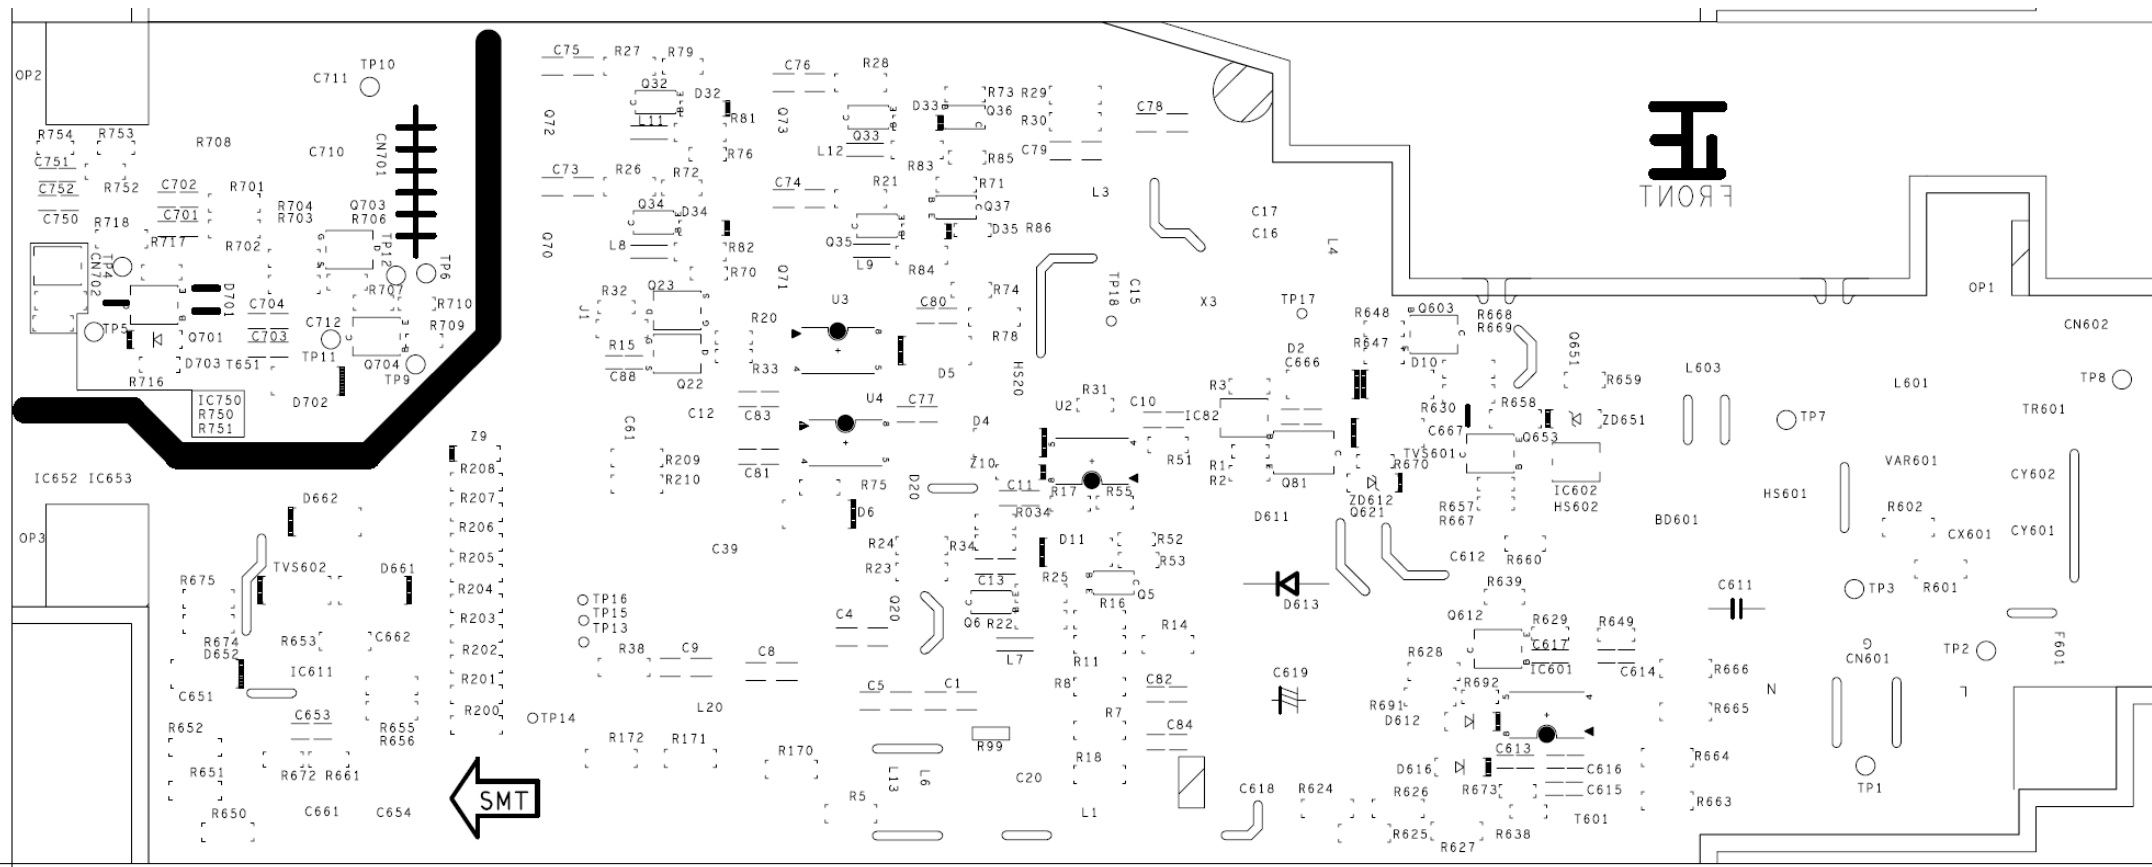 C75 R27 R79
TP10
C711
OP2
C76 R28
Q32 D32
R73 R29
D33 Q36
C78
FRONT
R754 R753
R708
CN701
Q72
L11 R81
Q73
Q33
R30
C751
C710
R76
L12
R83 R85 C79
C752 R752 C702 R701
C73 R26 R72
C74 R21 R71
L3
C750 C701 R704 Q703
R703 R706
Q34 D34
Q37
C17
R718
R717 R702 TP12
Q70
L8 R82
Q35
D35 R86
C16
L4
CN702 TP4
TP6
R70
Q71
L9
R84
D701
R707 R710
R32 Q23
U3
C80
R74
TP18 C15
X3
TP17
OP1
C704
J1
R20
R648 Q603 R668
R669
CN602
TP5
C712
R709
Q701 C703
R15
R78
R647
Q651
D703 T651 TP11 Q704
R33
D5
HS20
D2
C666
D10
L603
TP9
R716
C88 Q22
R3
R659
L601
TP8
D702
IC750
R750
R751
C12 C83
U4
C77
R31
U2
C10
IC82
R630 R658
ZD651
TP7
TR601
D4
C667 Q653
Z9
C61
TVS601
R208
R209
R210
C81
Z10
R51
R1
R2
R670
VAR601
CY602
IC652 IC653
R207
R75
D20
C11
R17 R55
Q81
ZD612
Q621
IC602
HS602
HS601
D662
D6
R034
D611
R657
R667
BD601
R602
R206
CX601
CY601
OP3
C39
R24
R34
D11
R52
R205
TVS602 D661
R23
C13
R25
R53
C612
R660
R675
R204
R16 Q5
D613
R639
C611
TP3
R601
TP16
TP15
TP13
C4
Q20
R203
Q6 R22
Q612 R629 R649
R674
D652
R653 C662
R14
C617
G
CN601
TP2
F601
R202
R38 C9 C8
L7
R11
R628
IC601
C614 R666
IC611
R201
R8 C82
C619
R692
N
L
C651
C5 C1
R691
D612
R665
R200
L20
C653
R655
R656
TP14
R7
C84
R652
R172 R171
R170
R99
C613
R664
R651
R672 R661
L13 L6
C20
R18
D616
C616
C615
TP1
R650
C661 C654
SMT
R5
L1
C618 R624 R626
R673
R663
R625
R627
R638
T601